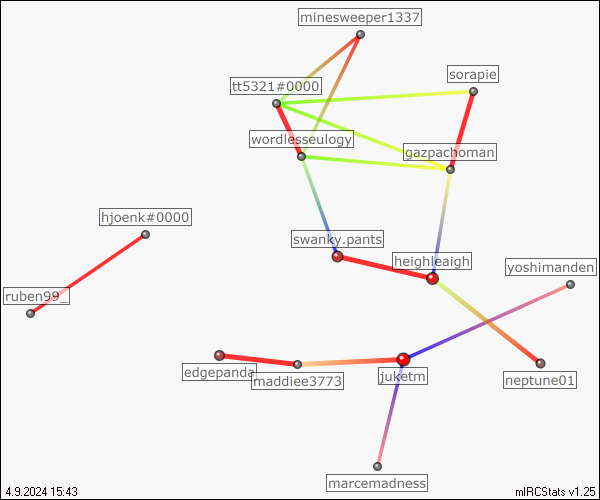 minesweeper1337
sorapie
tt5321#0000
wordlesseulogy
gazpachoman
hjoenk#0000
swanky.pants
heighleaigh
yoshimanden
ruben99_
edgepanda
maddiee3773
juketm
neptune01
marcemadness
4.9.2024 15:43
mIRCStats v1.25